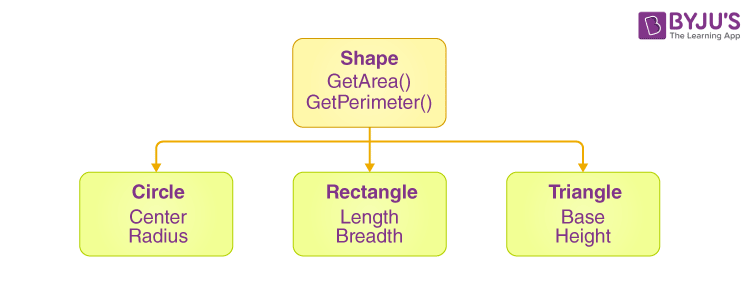 BYJU'S
The Learning App
Shape
GetArea()
GetPerimeter()
Circle
Center
Radius
Rectangle
Length
Breadth
Triangle
Base
Height